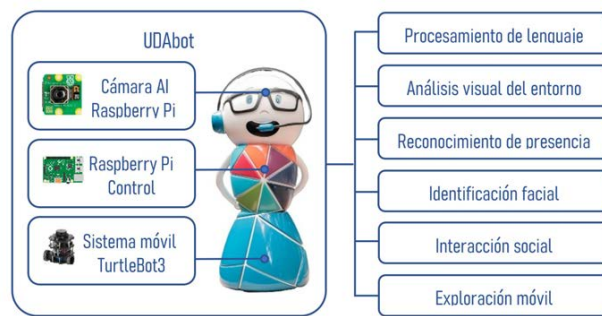 UDAbot
Cámara AI
Raspberry Pi
Raspberry Pi
Control
Sistema móvil
TurtleBot3
Procesamiento de lenguaje
Análisis visual del entorno
Reconocimiento de presencia
Identificación facial
Interacción social
Exploración móvil